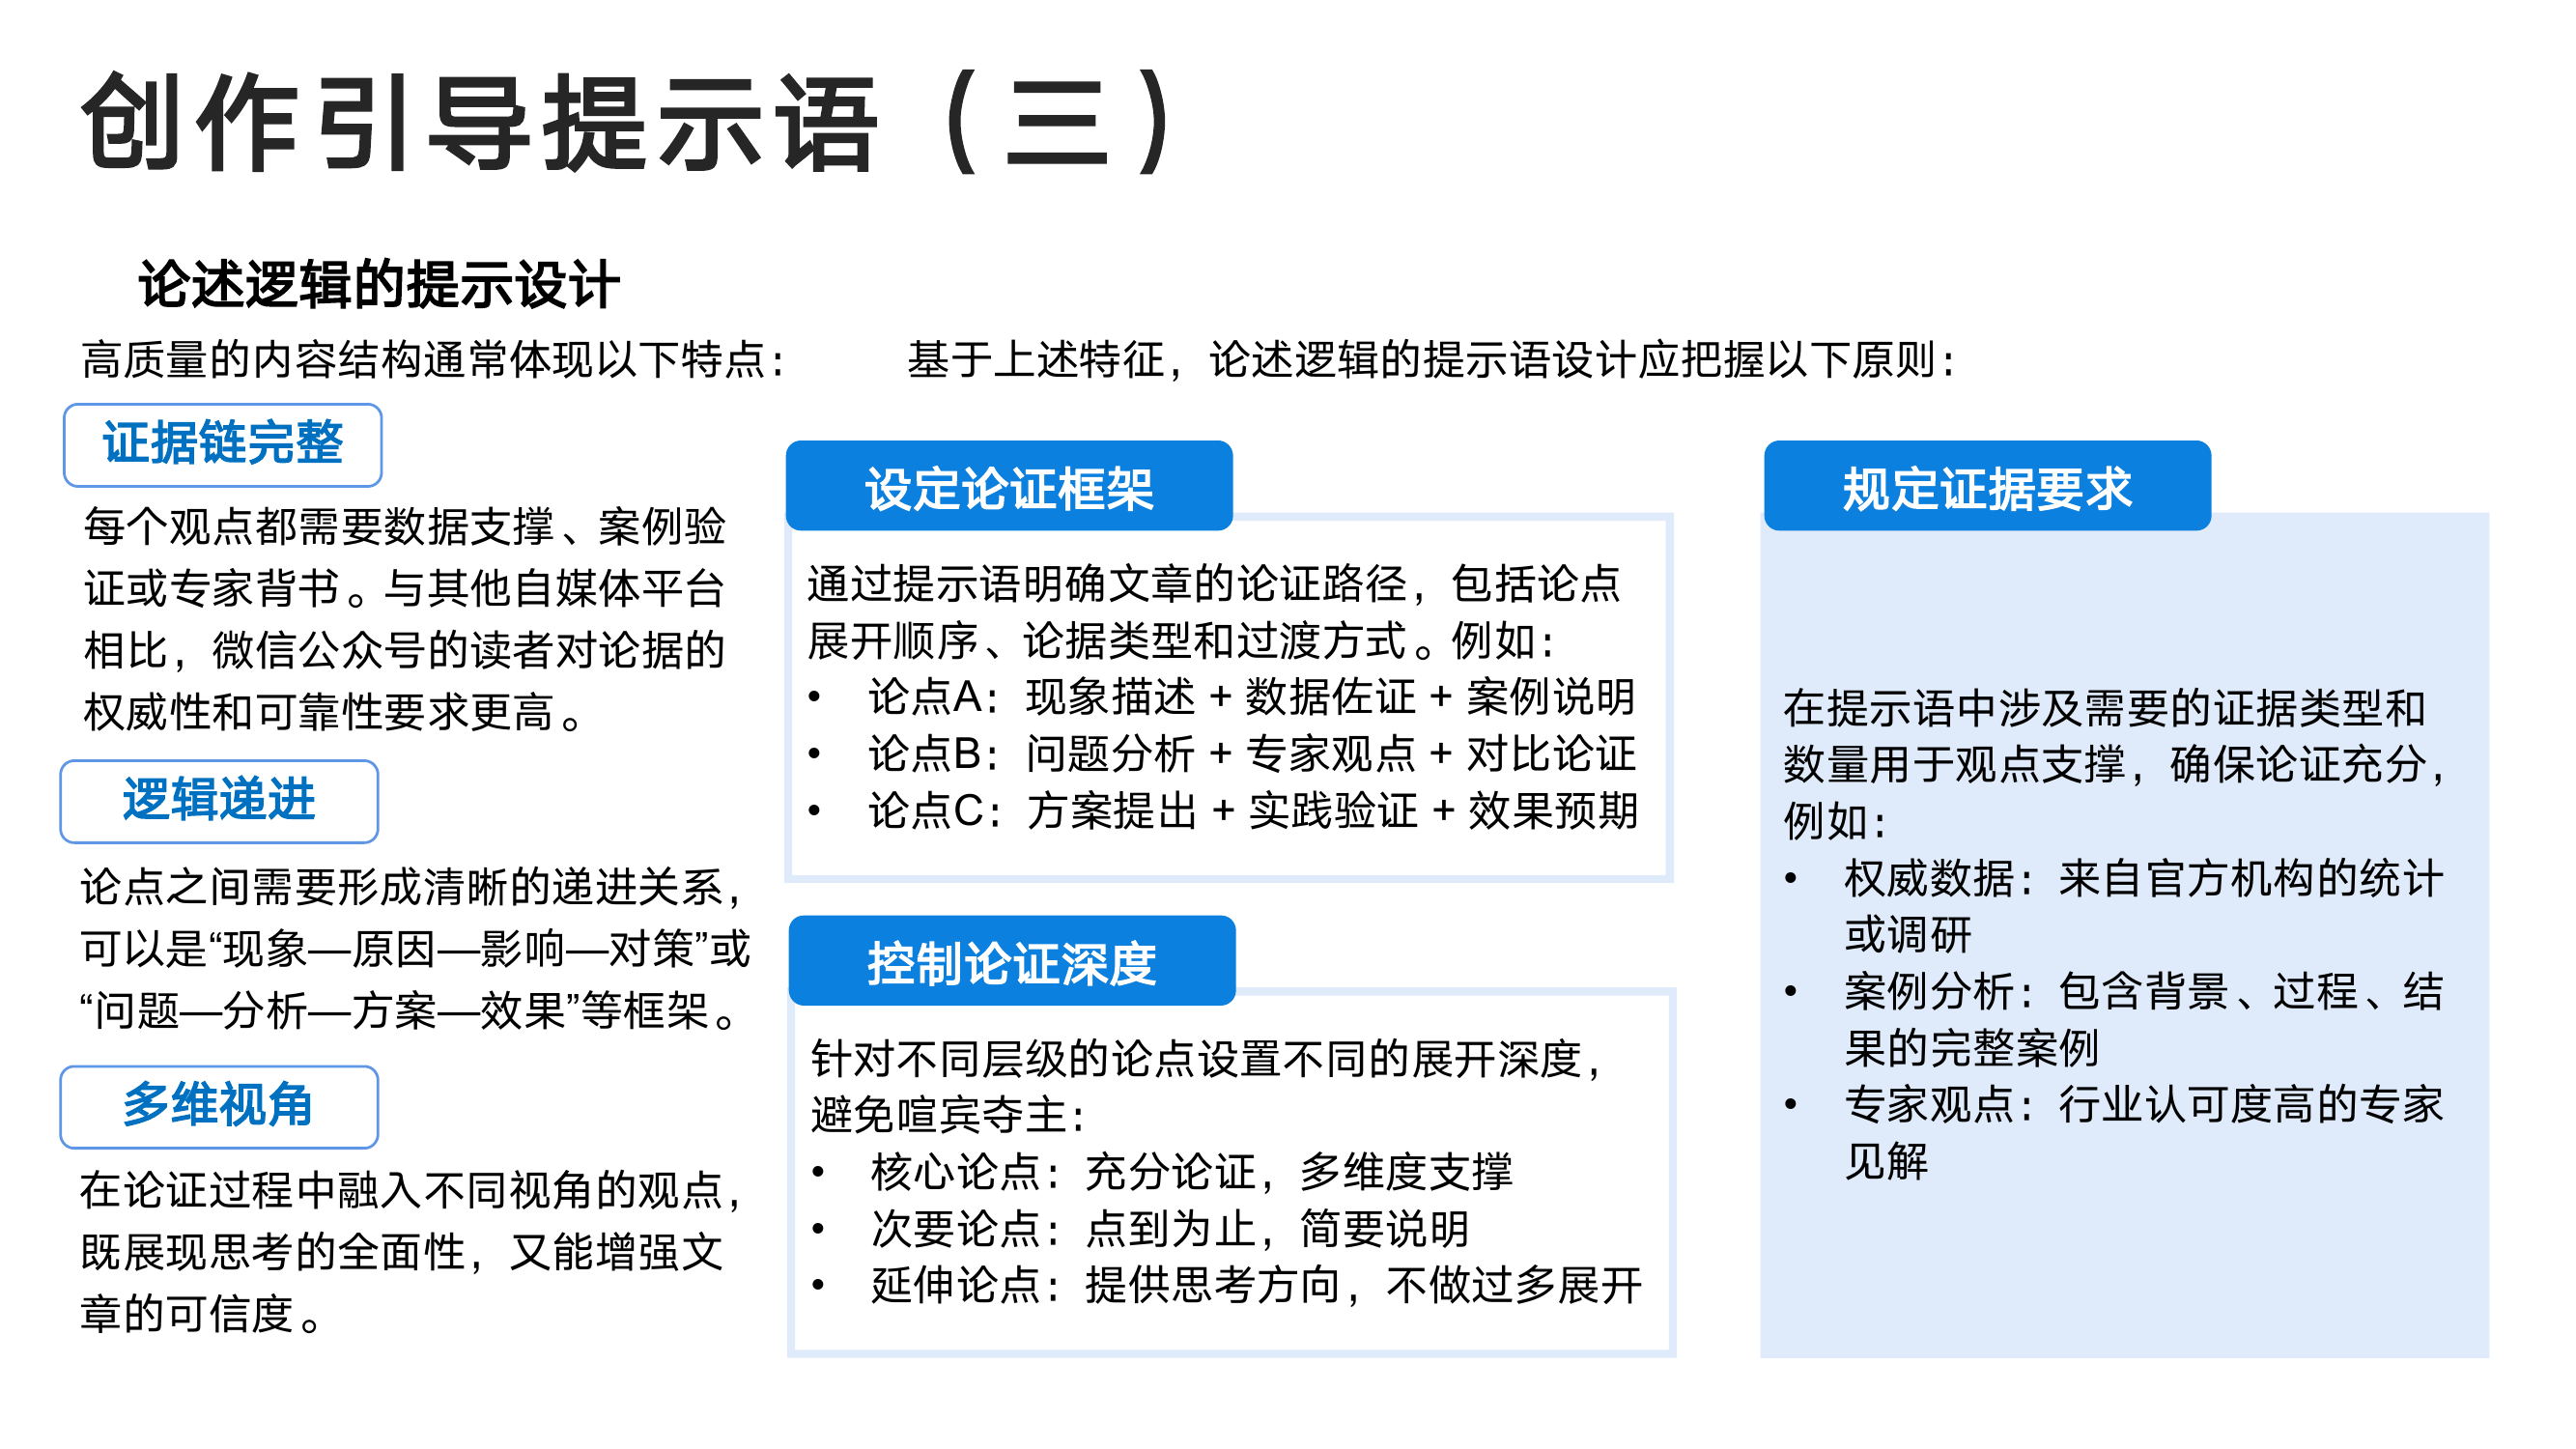 创作引导提示语（三）
论述逻辑的提示设计
高质量的内容结构通常体现以下特点：
证据链完整
每个观点都需要数据支撑、案例验
证或专家背书。与其他自媒体平台
相比，微信公众号的读者对论据的
权威性和可靠性要求更高。
逻辑递进
论点之间需要形成清晰的递进关系，
可以是“现象—原因—影响—对策”或
“问题—分析—方案—效果”等框架。
多维视角
在论证过程中融入不同视角的观点，
既展现思考的全面性，又能增强文
章的可信度。
基于上述特征，论述逻辑的提示语设计应把握以下原则：
设定论证框架
通过提示语明确文章的论证路径，包括论点
展开顺序、论据类型和过渡方式。例如：
• 论点A：现象描述 + 数据佐证 + 案例说明
• 论点B：问题分析 + 专家观点 + 对比论证
• 论点C：方案提出 + 实践验证 + 效果预期
控制论证深度
针对不同层级的论点设置不同的展开深度，
避免喧宾夺主：
• 核心论点：充分论证，多维度支撑
• 次要论点：点到为止，简要说明
• 延伸论点：提供思考方向，不做过多展开
规定证据要求
在提示语中涉及需要的证据类型和
数量用于观点支撑，确保论证充分，
例如：
• 权威数据：来自官方机构的统计
或调研
• 案例分析：包含背景、过程、结
果的完整案例
• 专家观点：行业认可度高的专家
见解